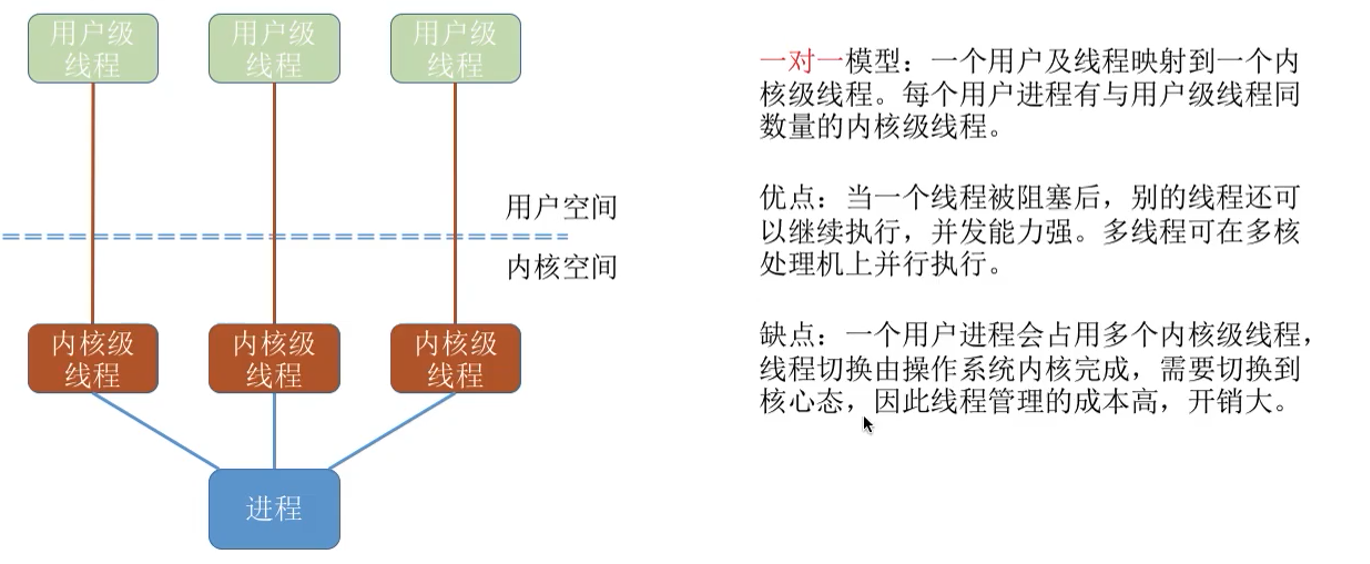 用户级
线程
用户级
线程
用户级
线程
用户空间
内核空间
内核级
线程
内核级
线程
内核级
线程
进程
一对一模型：一个用户及线程映射到一个内
核级线程。每个用户进程有与用户级线程同
数量的内核级线程。
优点：当一个线程被阻塞后，别的线程还可
以继续执行，并发能力强。多线程可在多核
处理机上并行执行。
缺点：一个用户进程会占用多个内核级线程，
线程切换由操作系统内核完成，需要切换到
核心态，因此线程管理的成本高，开销大。